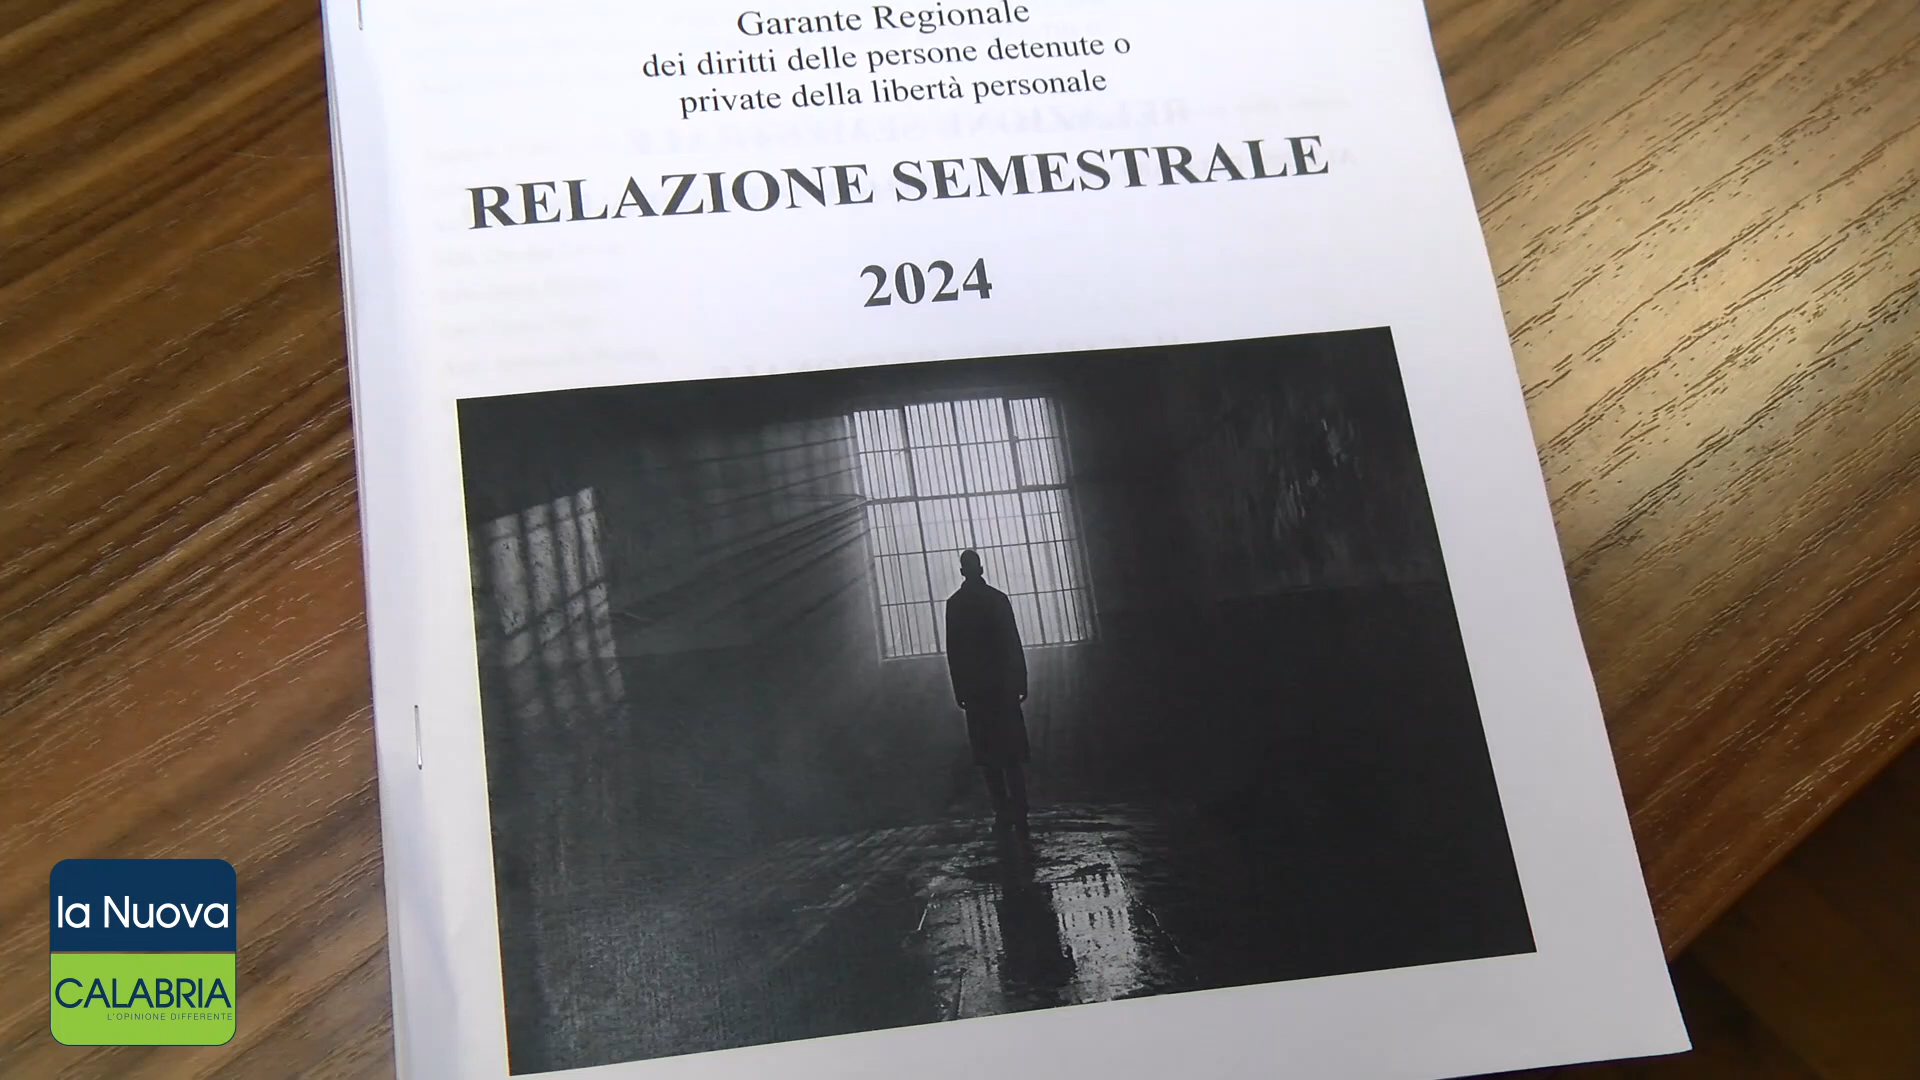 Garante Regionale
dei diritti delle persone detenute o
private della libertà personale
RELAZIONE SEMESTRALE
2024
la Nuova
CALABRIA
L'OPINIONE DIFFERENTE